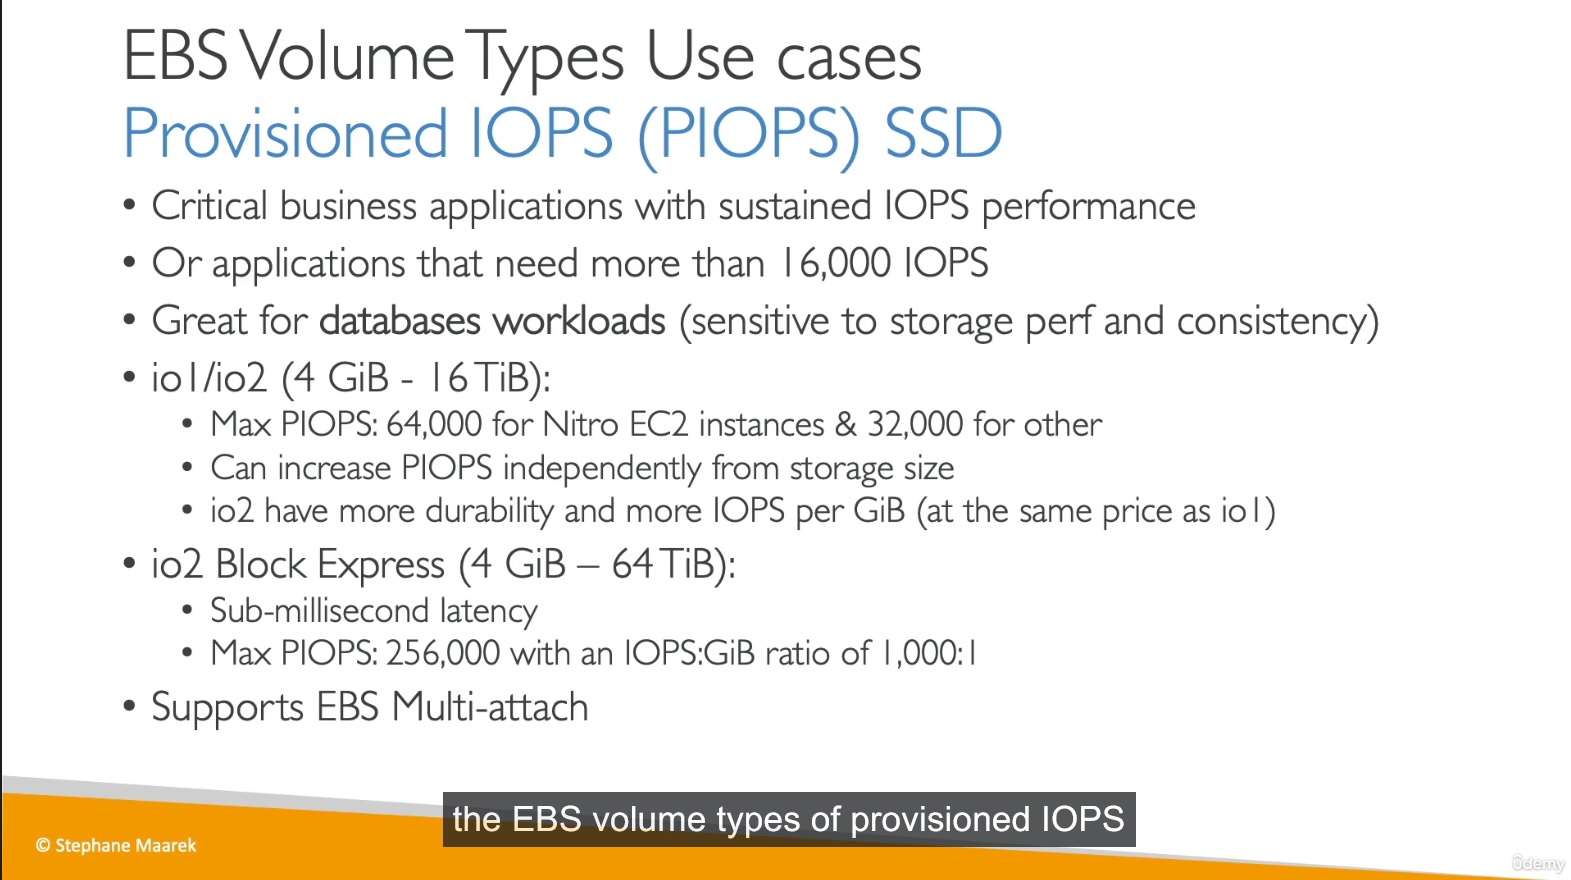 EBS Volume Types Use cases
Provisioned IOPS (PIOPS) SSD
• Critical business applications with sustained IOPS performance
• Or applications that need more than 16,000 IOPS
• Great for databases workloads (sensitive to storage perf and consistency)
• io1/io2 (4 GiB - 16 TiB):
• Max PIOPS: 64,000 for Nitro EC2 instances & 32,000 for other
• Can increase PIOPS independently from storage size
• io2 have more durability and more IOPS per GiB (at the same price as io1)
• io2 Block Express (4 GiB – 64 TiB):
• Sub-millisecond latency
• Max PIOPS: 256,000 with an IOPS:GiB ratio of 1,000:1
• Supports EBS Multi-attach
the EBS volume types of provisioned IOPS
© Stephane Maarek
ûdemy